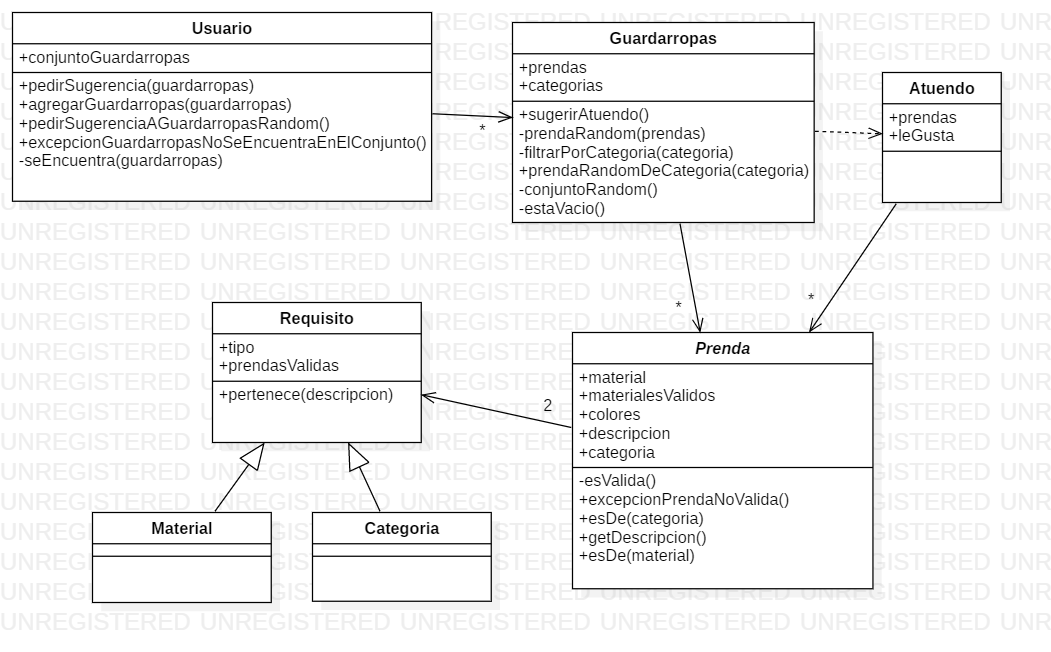 Usuario
+conjuntoGuardarropas
+pedirSugerencia(guardarropas)
+agregarGuardarropas(guardarropas)
+pedirSugerenciaAGuardarropasRandom()
+excepcionGuardarropasNoSeEncuentraEnElConjunto()
-seEncuentra(guardarropas)
*
Guardarropas
+prendas
+categorias
+sugerirAtuendo()
-prendaRandom(prendas)
-filtrarPorCategoria(categoria)
+prendaRandomDeCategoria(categoria)
-conjuntoRandom()
-estaVacio()
Atuendo
+prendas
+leGusta
*
*
Requisito
+tipo
+prendasValidas
+pertenece(descripcion)
2
Prenda
+material
+materialesValidos
+colores
+descripcion
+categoria
-esValida()
+excepcionPrendaNoValida()
+esDe(categoria)
+getDescripcion()
+esDe(material)
Material
Categoria
UNREGISTERED UNREGISTERED UNREGISTERED UNREGISTERED UNREGISTERED UNR